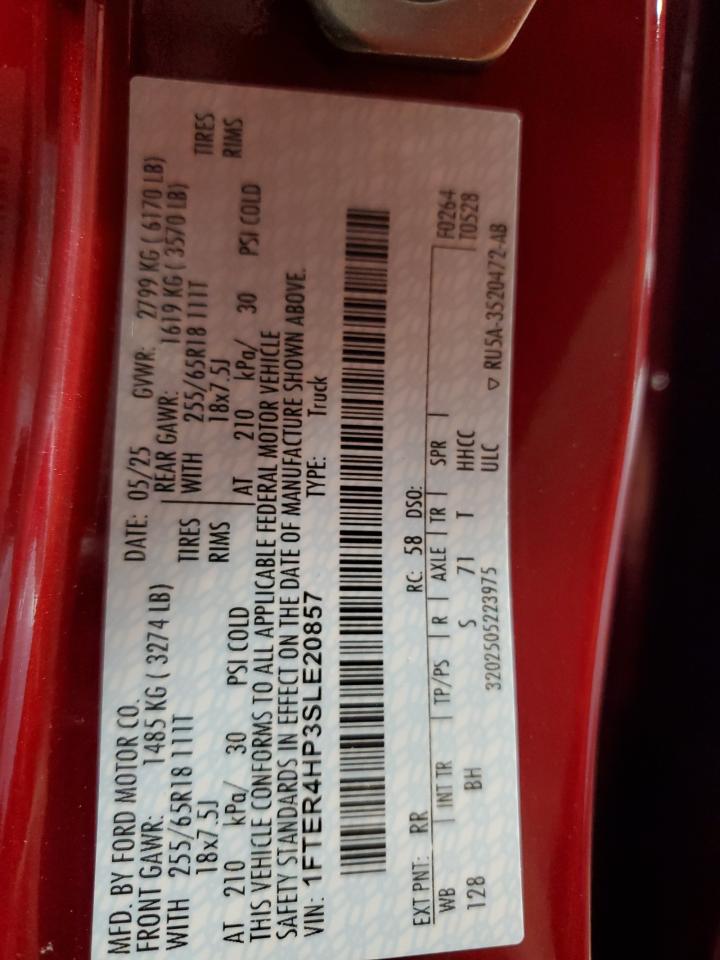 MFD. BY FORD MOTOR CO.
DATE: 05/25 GVWR: 2799 KG ( 6170 LB)
FRONT GAWR: 1485 KG ( 3274 LB)
REAR GAWR: 1619 KG ( 3570 LB)
WITH 255/65R18 111T TIRES
WITH 255/65R18 111T TIRES
18x7.5J RIMS
18x7.5J RIMS
AT 210 kPa/ 30 PSI COLD
AT 210 kPa/ 30 PSI COLD
THIS VEHICLE CONFORMS TO ALL APPLICABLE FEDERAL MOTOR VEHICLE
SAFETY STANDARDS IN EFFECT ON THE DATE OF MANUFACTURE SHOWN ABOVE.
VIN: 1FTER4HP3SLE20857 TYPE: Truck
EXT PNT: RR RC: 58 DSO: F0264
WB | INT TR | TP/PS | R | AXLE | TR | SPR | T0528
128 BH S 71 T HHCC
3202505223975 ULC ▽ RU5A-3520472-AB